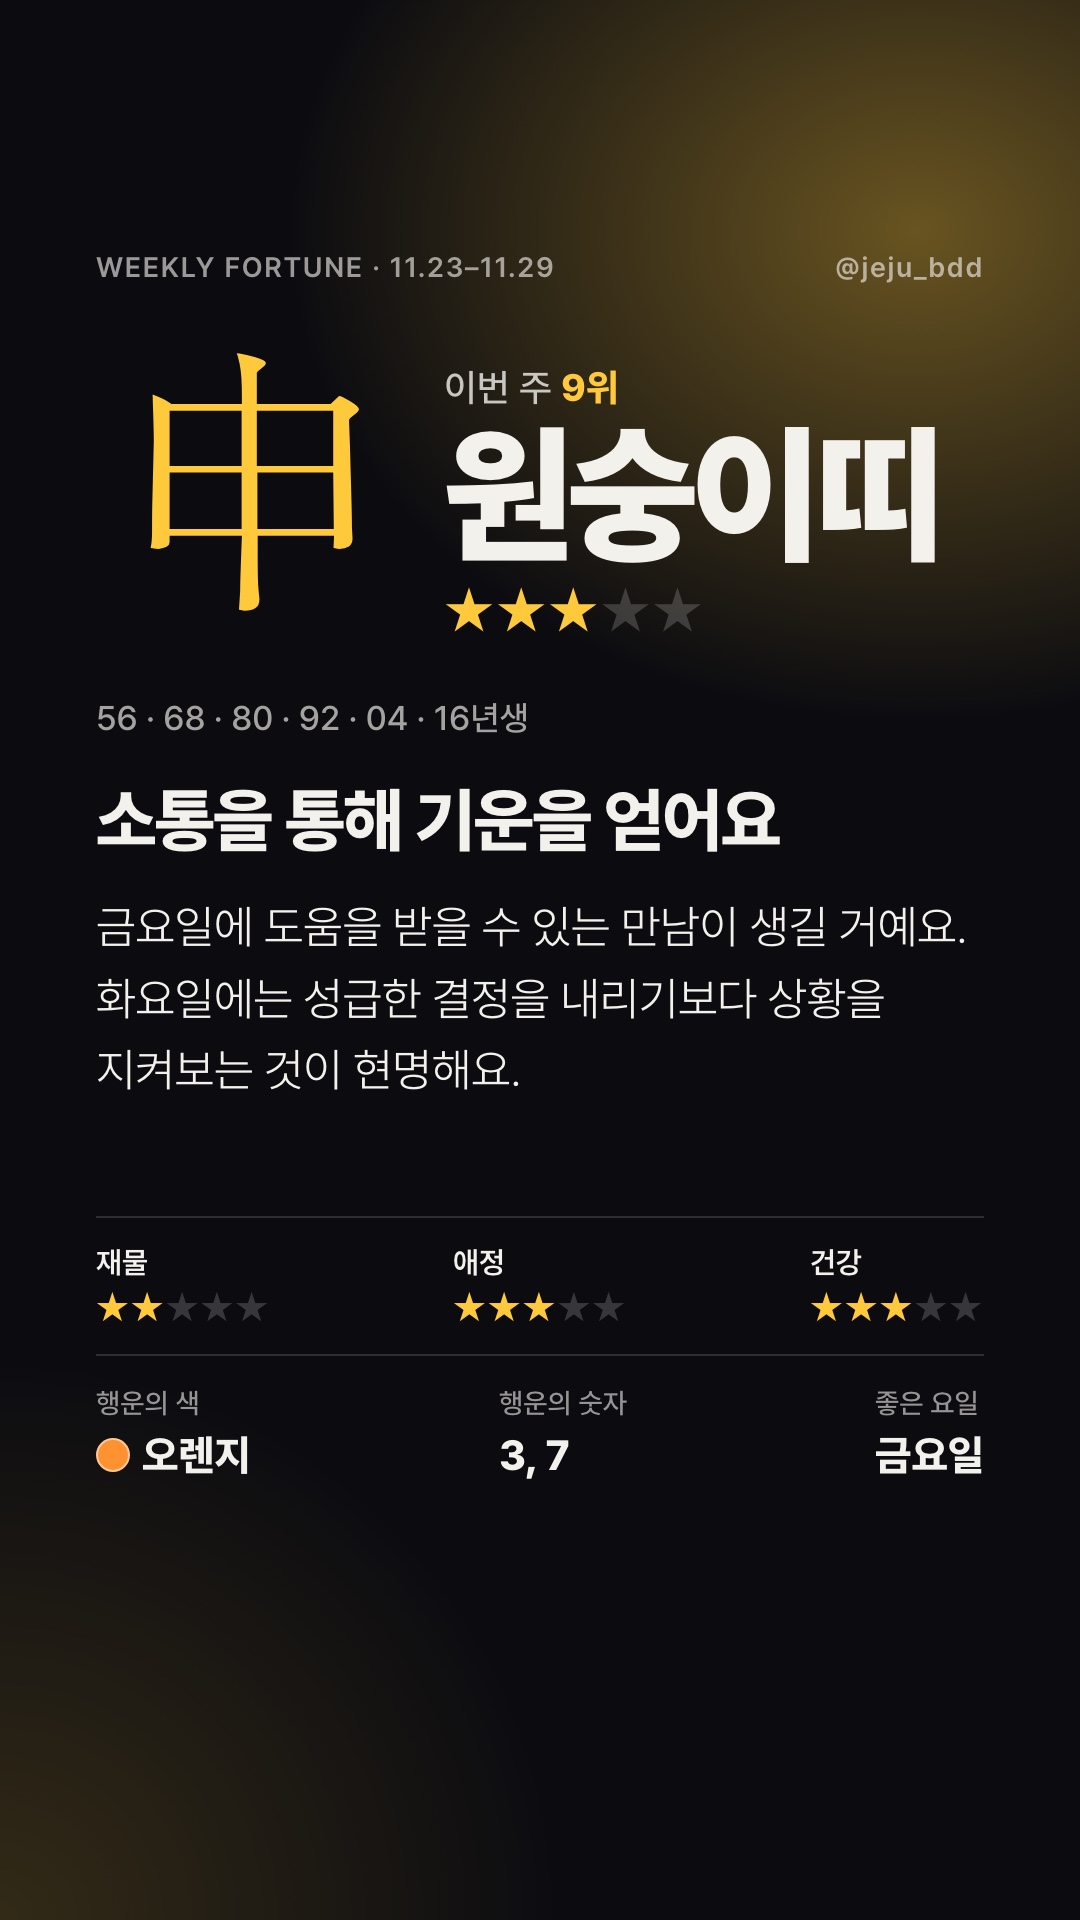 WEEKLY FORTUNE · 11.23–11.29
@jeju_bdd
申
이번 주 9위
원숭이띠
★★★★★
56 · 68 · 80 · 92 · 04 · 16년생
소통을 통해 기운을 얻어요
금요일에 도움을 받을 수 있는 만남이 생길 거예요.
화요일에는 성급한 결정을 내리기보다 상황을
지켜보는 것이 현명해요.
재물
★★★★★
애정
★★★★★
건강
★★★★★
행운의 색
오렌지
행운의 숫자
3, 7
좋은 요일
금요일